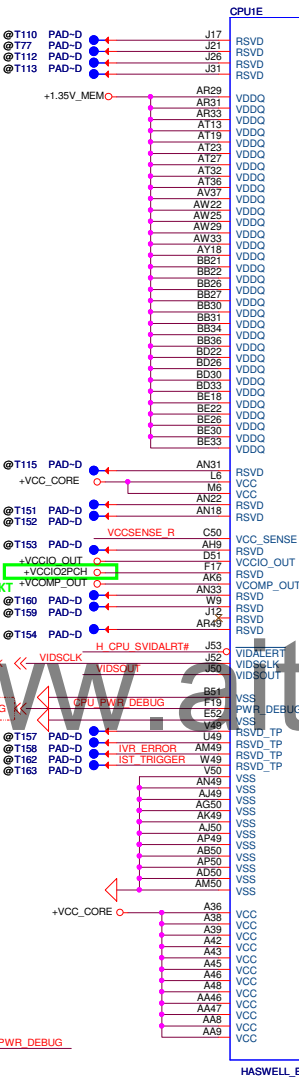 CPU1E
@T110 PAD~D J17 RSVD
@T77 PAD~D J21 RSVD
@T112 PAD~D J26 RSVD
@T113 PAD~D J31 RSVD
+1.35V_MEM AR29 VDDQ
AR31 VDDQ
AR33 VDDQ
AT13 VDDQ
AT19 VDDQ
AT23 VDDQ
AT27 VDDQ
AT32 VDDQ
AT36 VDDQ
AV37 VDDQ
AW22 VDDQ
AW25 VDDQ
AW29 VDDQ
AW33 VDDQ
AY18 VDDQ
BB21 VDDQ
BB22 VDDQ
BB26 VDDQ
BB27 VDDQ
BB30 VDDQ
BB31 VDDQ
BB34 VDDQ
BB36 VDDQ
BD22 VDDQ
BD26 VDDQ
BD30 VDDQ
BD33 VDDQ
BE18 VDDQ
BE22 VDDQ
BE26 VDDQ
BE30 VDDQ
BE33 VDDQ
@T115 PAD~D AN31 RSVD
+VCC_CORE L6 VCC
M6 VCC
@T151 PAD~D AN22 RSVD
@T152 PAD~D AN18 RSVD
VCCSENSE_R C50 VCC_SENSE
@T153 PAD~D AH9 RSVD
+VCCIO_OUT D51 VCCIO_OUT
+VCCIO2PCH F17 RSVD
+VCOMP_OUT AK6 VCOMP_OUT
XT
@T160 PAD~D AN33 RSVD
@T159 PAD~D W9 RSVD
J12 RSVD
@T154 PAD~D AR49 RSVD
H_CPU_SVIDALRT# J53 VIDALERT
VIDSCLK J52 VIDSCLK
VIDSOUT J50 VIDSOUT
B51 VSS
CPU_PWR_DEBUG F19 PWR_DEBUG
E52 VSS
@T157 PAD~D V49 RSVD_TP
@T158 PAD~D U49 RSVD_TP
@T162 PAD~D IVR_ERROR AM49 RSVD_TP
@T163 PAD~D IST_TRIGGER W49 RSVD_TP
V50 VSS
AN49 VSS
AJ49 VSS
AG50 VSS
AK49 VSS
AJ50 VSS
AP49 VSS
AB50 VSS
AP50 VSS
AD50 VSS
AM50 VSS
+VCC_CORE A36 VCC
A38 VCC
A39 VCC
A42 VCC
A43 VCC
A45 VCC
A46 VCC
A48 VCC
AA46 VCC
AA47 VCC
AA8 VCC
AA9 VCC
PWR_DEBUG
HASWELL_E
w.ait